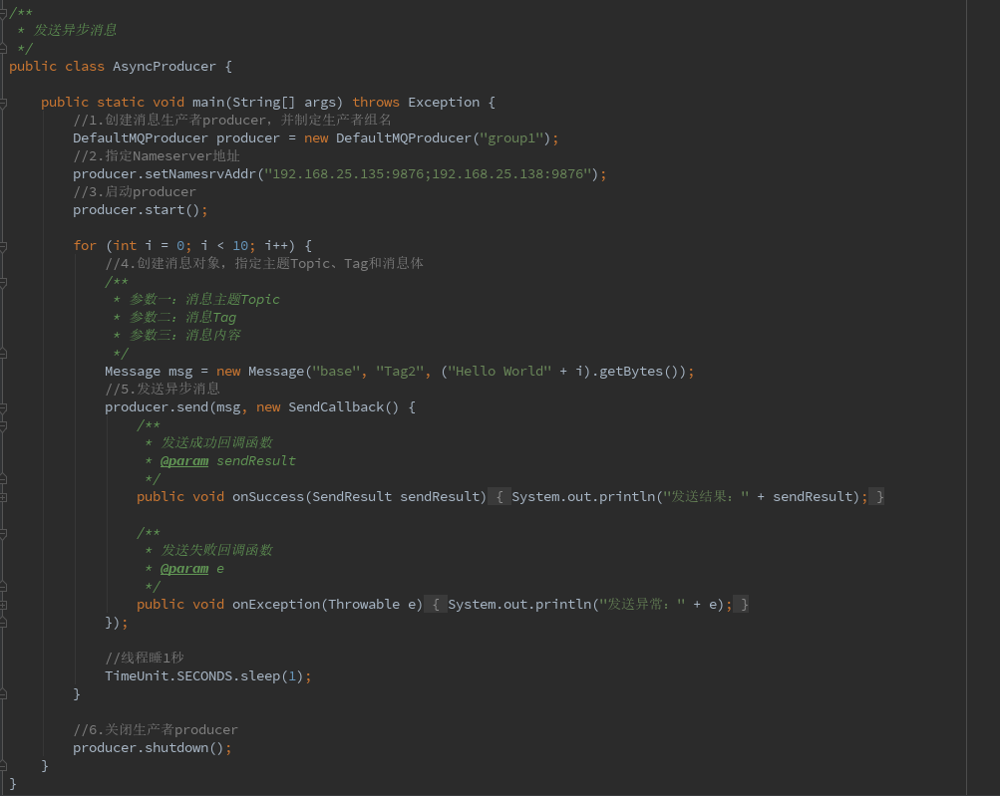 /**
 * 发送异步消息
 */
public class AsyncProducer {
    public static void main(String[] args) throws Exception {
        //1.创建消息生产者producer，并制定生产者组名
        DefaultMQProducer producer = new DefaultMQProducer("group1");
        //2.指定Nameserver地址
        producer.setNamesrvAddr("192.168.25.135:9876;192.168.25.138:9876");
        //3.启动producer
        producer.start();
        for (int i = 0; i < 10; i++) {
            //4.创建消息对象，指定主题Topic、Tag和消息体
            /**
             * 参数一：消息主题Topic
             * 参数二：消息Tag
             * 参数三：消息内容
             */
            Message msg = new Message("base", "Tag2", ("Hello World" + i).getBytes());
            //5.发送异步消息
            producer.send(msg, new SendCallback() {
                /**
                 * 发送成功回调函数
                 * @param sendResult
                 */
                public void onSuccess(SendResult sendResult) { System.out.println("发送结果：" + sendResult); }
                /**
                 * 发送失败回调函数
                 * @param e
                 */
                public void onException(Throwable e) { System.out.println("发送异常：" + e); }
            });
            //线程睡1秒
            TimeUnit.SECONDS.sleep(1);
        }
        //6.关闭生产者producer
        producer.shutdown();
    }
}